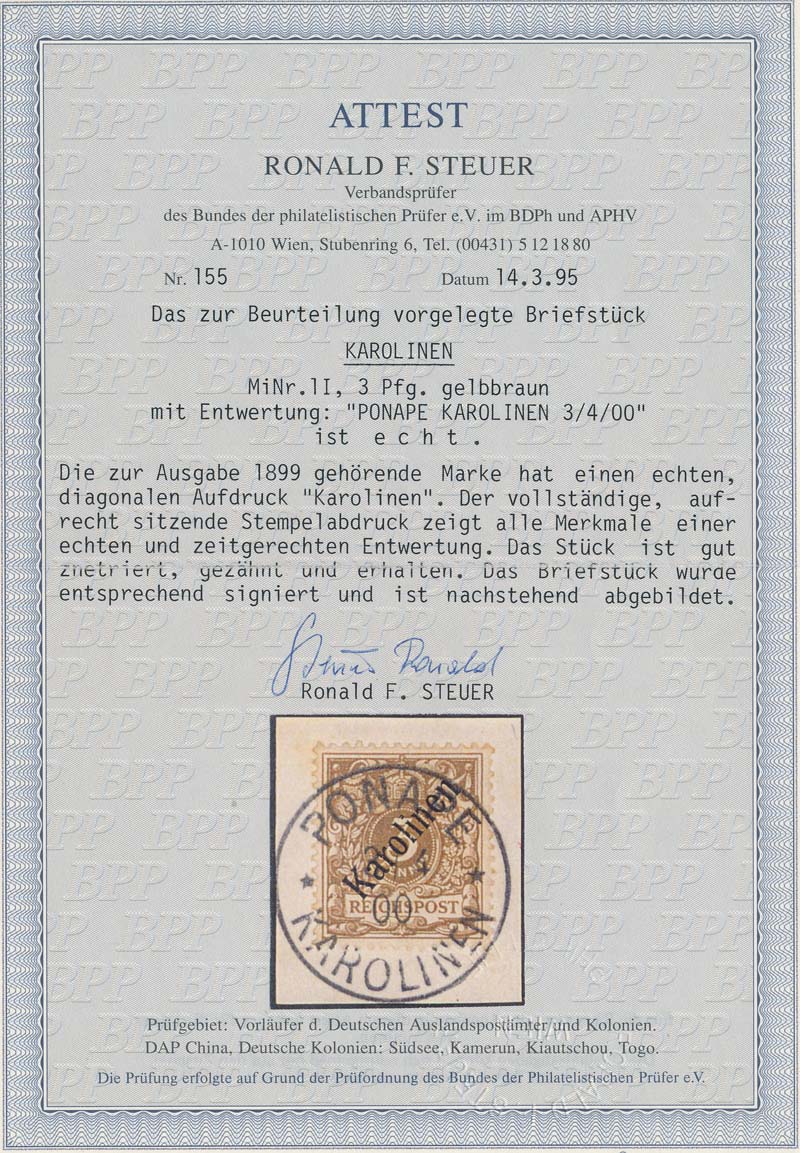 ATTEST
RONALD F. STEUER
Verbandsprüfer
des Bundes der philatelistischen Prüfer e.V. im BDPh und APHV
A-1010 Wien, Stubenring 6, Tel. (00431) 5 12 18 80
Nr. 155 Datum 14.3.95
Das zur Beurteilung vorgelegte Briefstück
KAROLINEN
MiNr.1I, 3 Pfg. gelbbraun
mit Entwertung: "PONAPE KAROLINEN 3/4/00"
ist e c h t .
Die zur Ausgabe 1899 gehörende Marke hat einen echten,
diagonalen Aufdruck "Karolinen". Der vollständige, auf-
recht sitzende Stempelabdruck zeigt alle Merkmale einer
echten und zeitgerechten Entwertung. Das Stück ist gut
znetriert, gezähnt und erhalten. Das Briefstück wurde
entsprechend signiert und ist nachstehend abgebildet.
Steuer Ronald
Ronald F. STEUER
PONAPE
Karolinen
00
REICHSPOST
KAROLINEN
Prüfgebiet: Vorläufer d. Deutschen Auslandspostämter und Kolonien.
DAP China, Deutsche Kolonien: Südsee, Kamerun, Kiautschou, Togo.
Die Prüfung erfolgte auf Grund der Prüfordnung des Bundes der Philatelistischen Prüfer e.V.